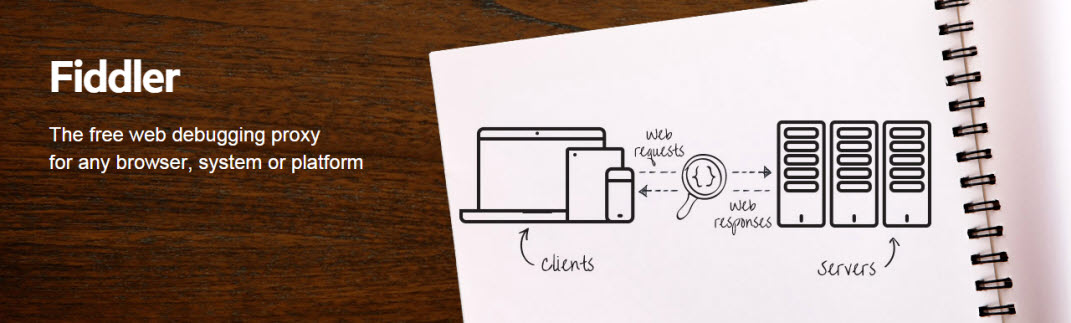 Fiddler
The free web debugging proxy
for any browser, system or platform
web
requests
{ }
web
responses
clients
servers